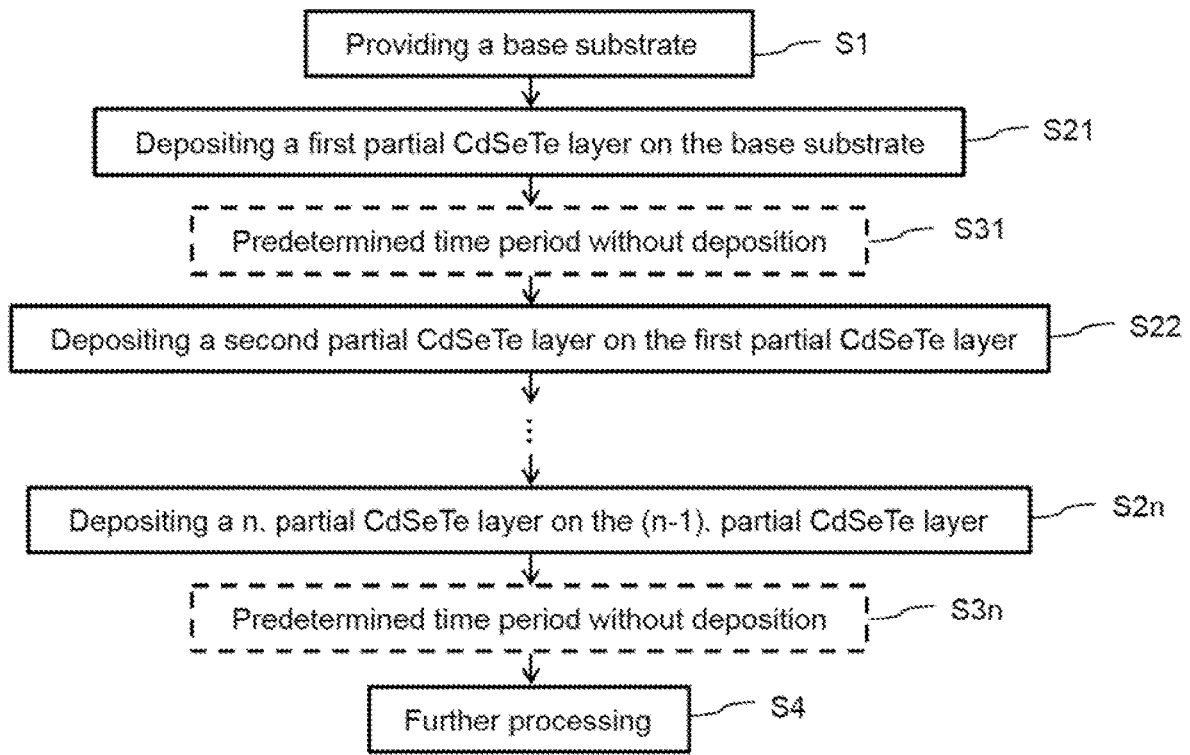 Providing a base substrate S1
Depositing a first partial CdSeTe layer on the base substrate S21
Predetermined time period without deposition S31
Depositing a second partial CdSeTe layer on the first partial CdSeTe layer S22
Depositing a n. partial CdSeTe layer on the (n-1). partial CdSeTe layer S2n
Predetermined time period without deposition S3n
Further processing S4